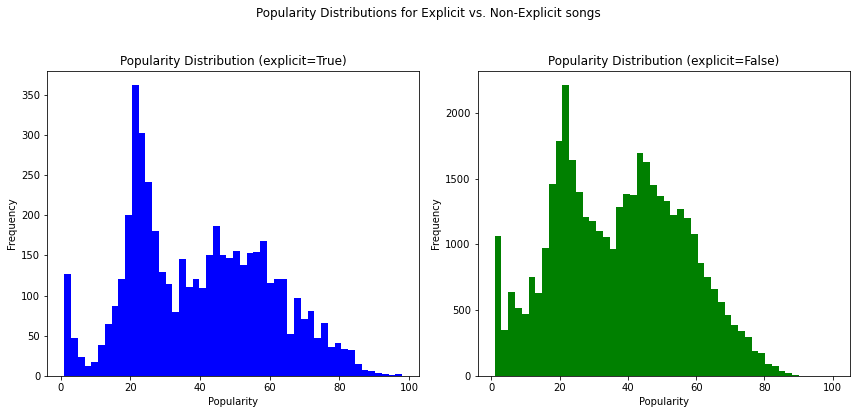 Popularity Distributions for Explicit vs. Non-Explicit songs
Popularity Distribution (explicit=True)
350
300
250
200
150
100
50
0
Frequency
0 20 40 60 80 100
Popularity
Popularity Distribution (explicit=False)
2000
1500
1000
500
0
Frequency
0 20 40 60 80 100
Popularity